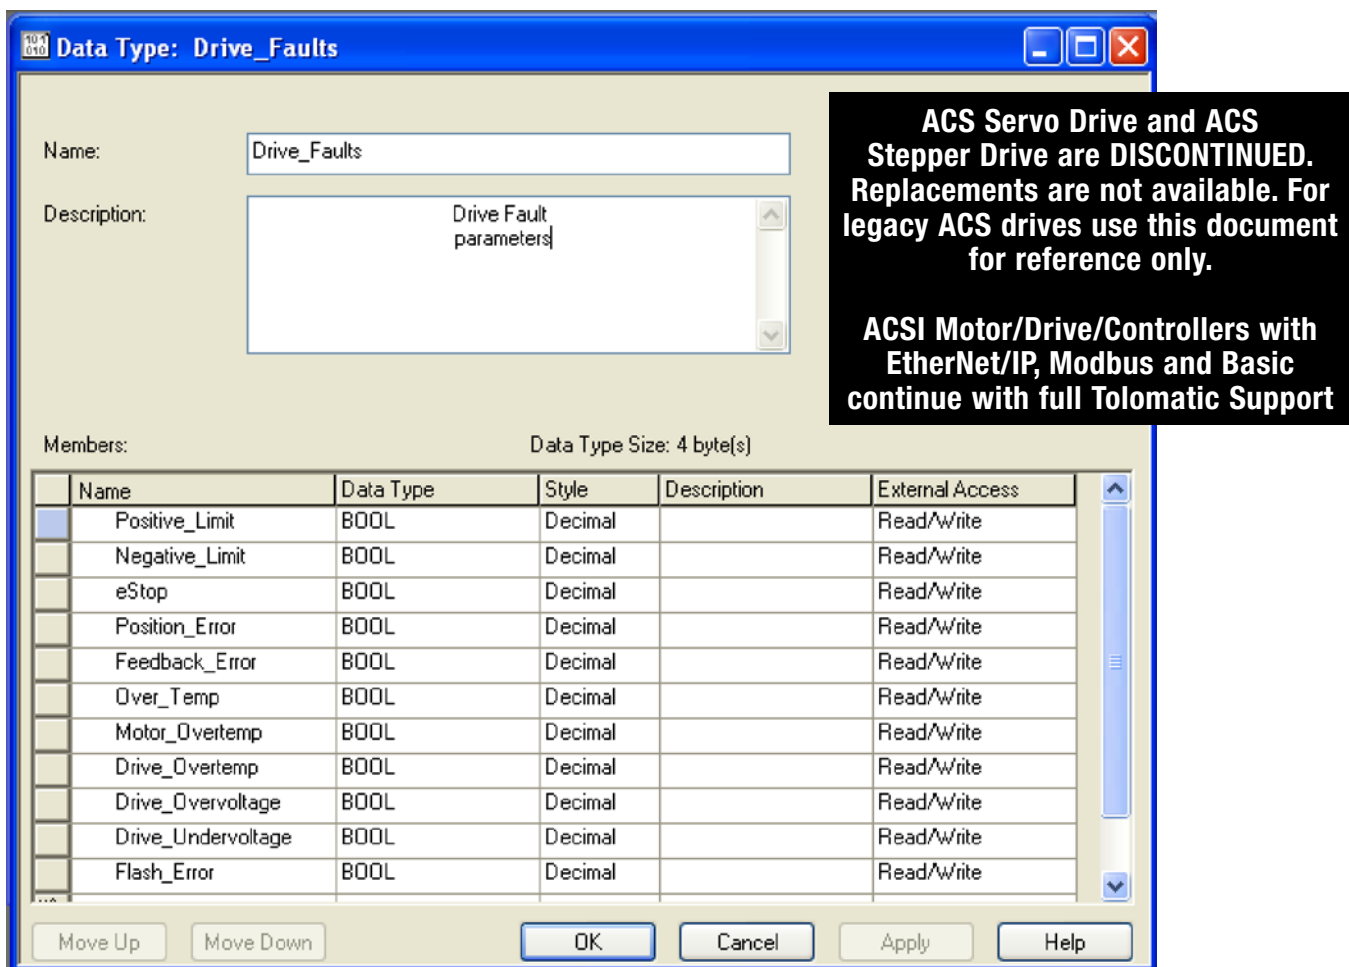 Data Type: Drive_Faults
ACS Servo Drive and ACS
Stepper Drive are DISCONTINUED.
Replacements are not available. For
legacy ACS drives use this document
for reference only.
ACSI Motor/Drive/Controllers with
EtherNet/IP, Modbus and Basic
continue with full Tolomatic Support
Name: Drive_Faults
Description: Drive Fault
parameters
Members: Data Type Size: 4 byte(s)
Name Data Type Style Description External Access
Positive_Limit BOOL Decimal Read/Write
Negative_Limit BOOL Decimal Read/Write
eStop BOOL Decimal Read/Write
Position_Error BOOL Decimal Read/Write
Feedback_Error BOOL Decimal Read/Write
Over_Temp BOOL Decimal Read/Write
Motor_Overtemp BOOL Decimal Read/Write
Drive_Overtemp BOOL Decimal Read/Write
Drive_Overvoltage BOOL Decimal Read/Write
Drive_Undervoltage BOOL Decimal Read/Write
Flash_Error BOOL Decimal Read/Write
Move Up Move Down OK Cancel Apply Help